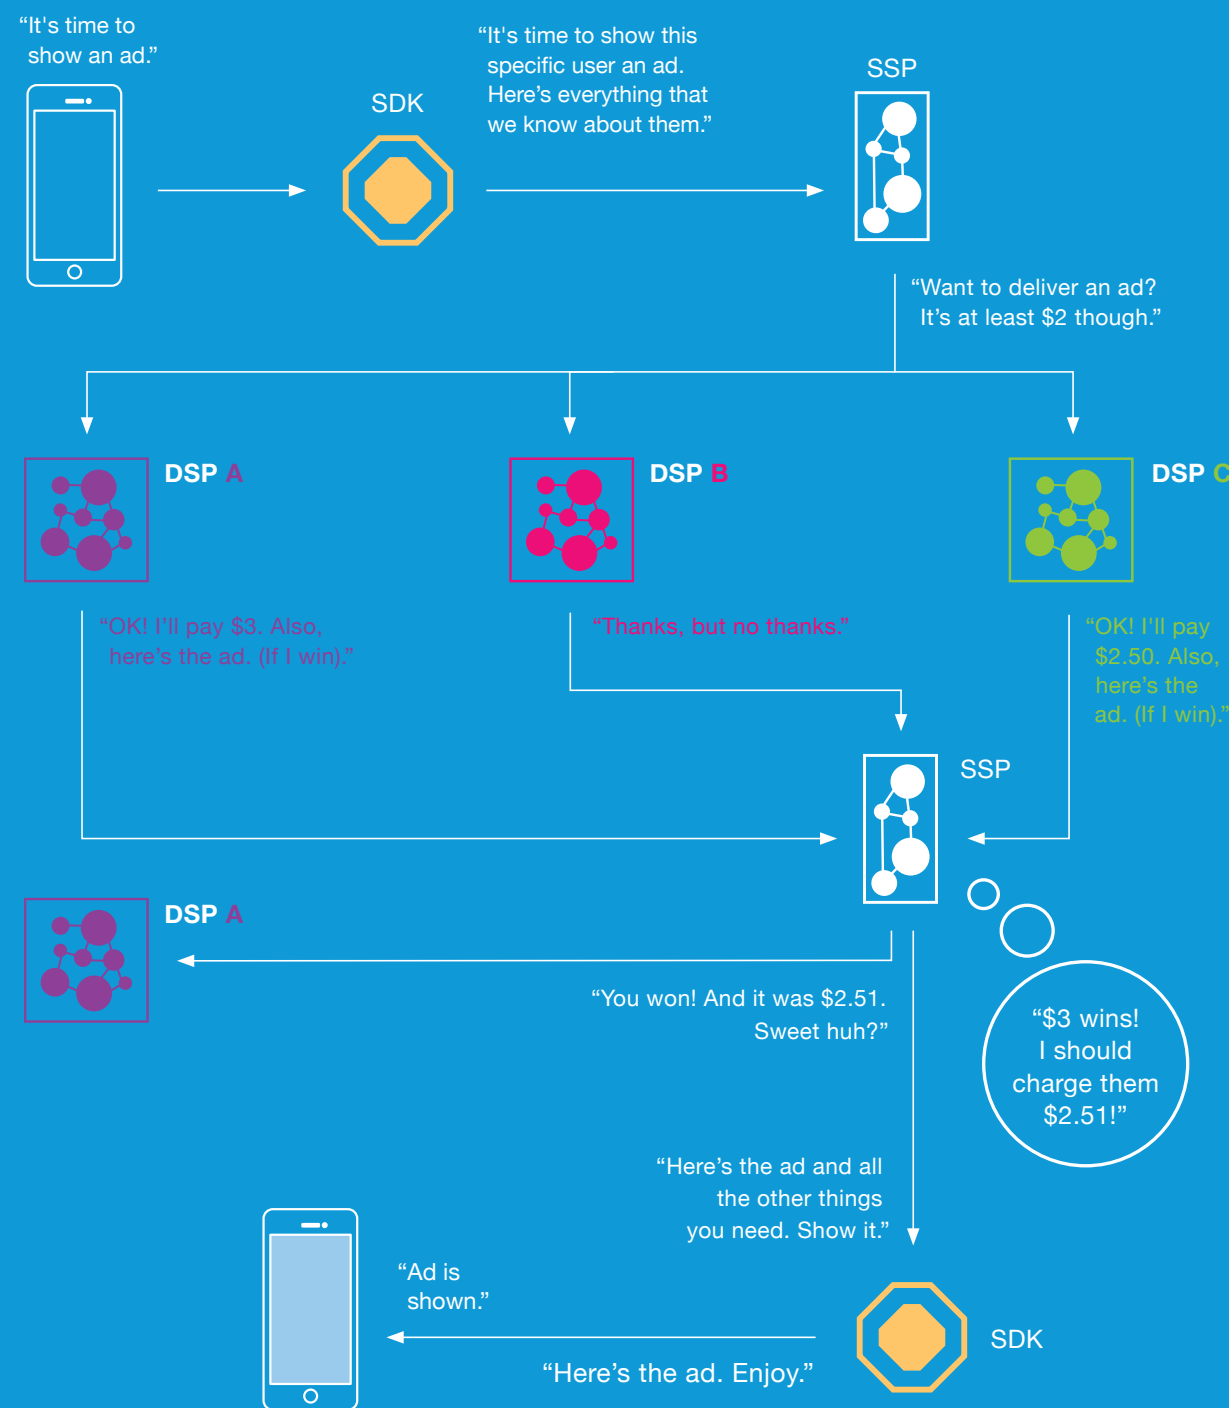 “It's time to
show an ad.”
SDK
“It's time to show this
specific user an ad.
Here’s everything that
we know about them.”
SSP
“Want to deliver an ad?
It’s at least $2 though.”
DSP A
DSP B
DSP C
“OK! I’ll pay $3. Also,
here’s the ad. (If I win).”
“Thanks, but no thanks.”
“OK! I'll pay
$2.50. Also,
here’s the
ad. (If I win).”
SSP
DSP A
“You won! And it was $2.51.
Sweet huh?”
“$3 wins!
I should
charge them
$2.51!”
“Here’s the ad and all
the other things
you need. Show it.”
“Ad is
shown.”
SDK
“Here’s the ad. Enjoy.”